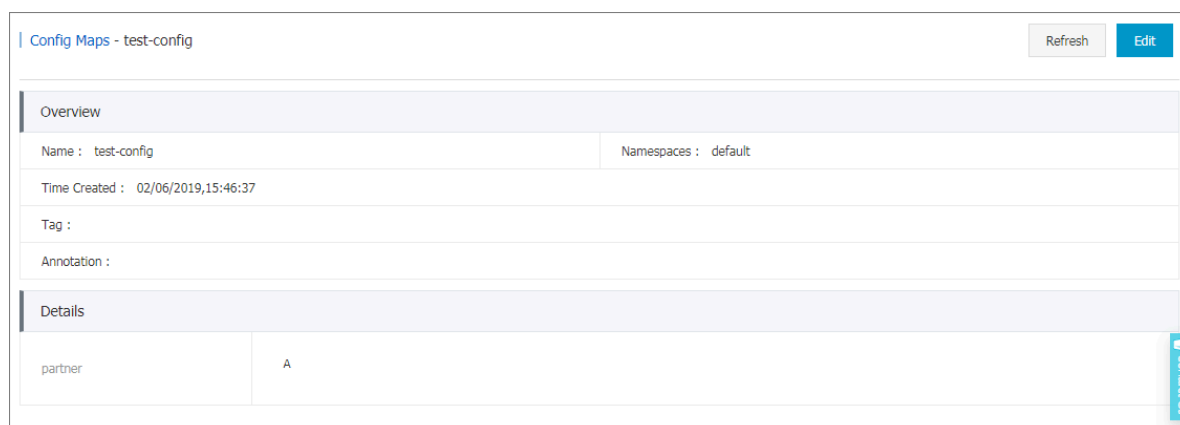 Config Maps - test-config
Refresh
Edit
Overview
Name : test-config
Namespaces : default
Time Created : 02/06/2019,15:46:37
Tag :
Annotation :
Details
partner
A